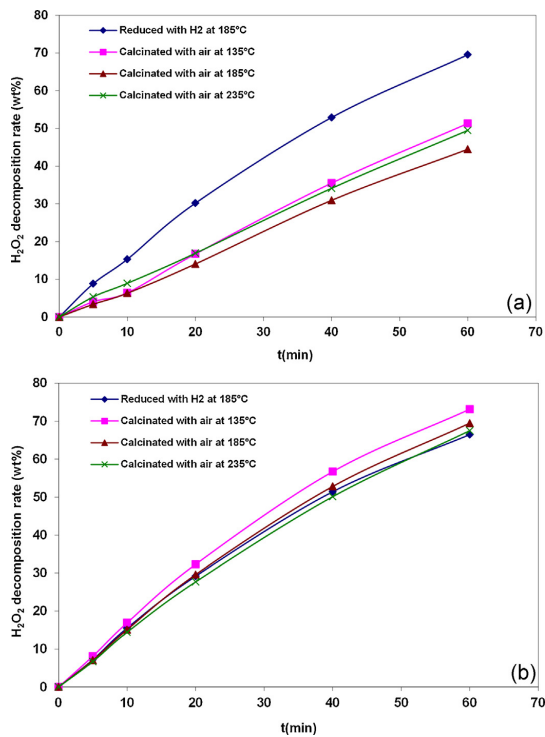 80
70
60
50
40
30
20
10
0
H₂O₂ decomposition rate (wt%)
Reduced with H2 at 185°C
Calcinated with air at 135°C
Calcinated with air at 185°C
Calcinated with air at 235°C
0 10 20 30 40 50 60 70
t(min)
(a)
80
70
60
50
40
30
20
10
0
H₂O₂ decomposition rate (wt%)
Reduced with H2 at 185°C
Calcinated with air at 135°C
Calcinated with air at 185°C
Calcinated with air at 235°C
(b)
0 10 20 30 40 50 60 70
t(min)